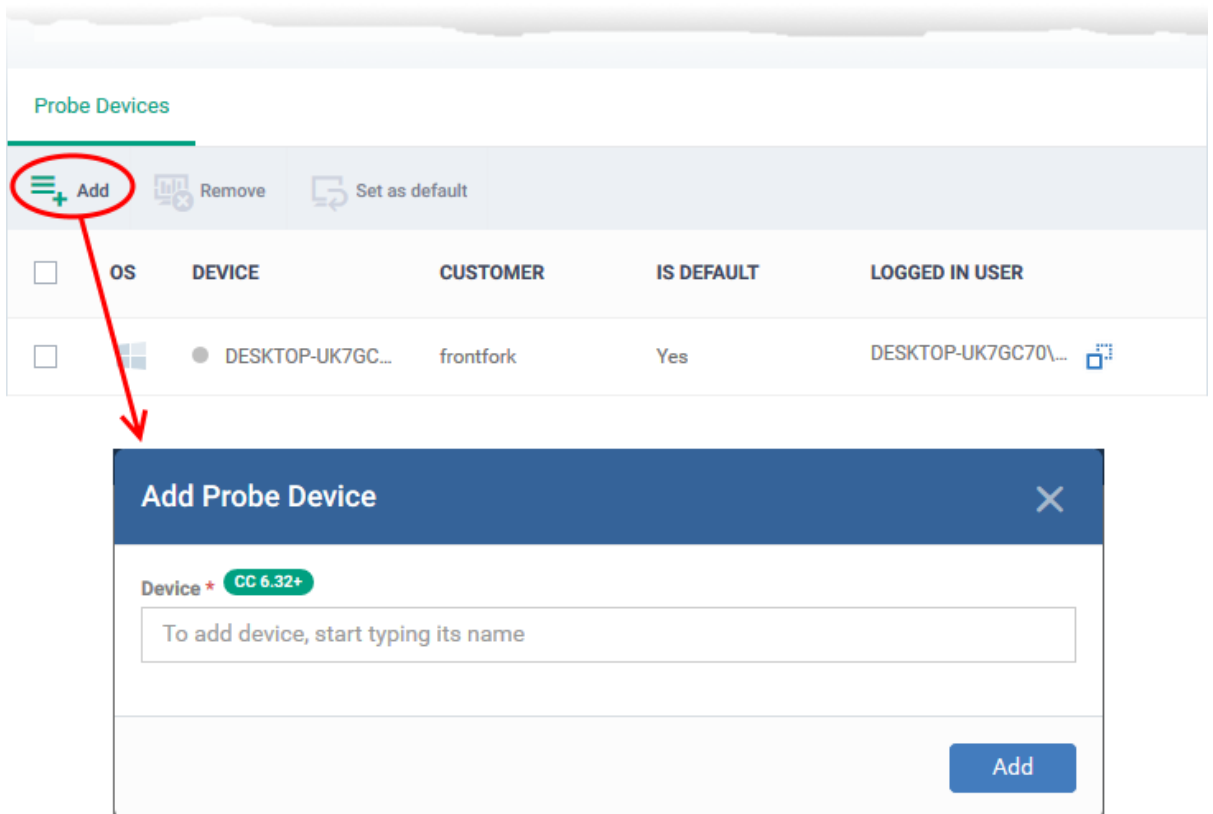 Probe Devices
Add Remove Set as default
OS DEVICE CUSTOMER IS DEFAULT LOGGED IN USER
DESKTOP-UK7GC... frontfork Yes DESKTOP-UK7GC70\...
Add Probe Device
Device * CC 6.32+
To add device, start typing its name
Add